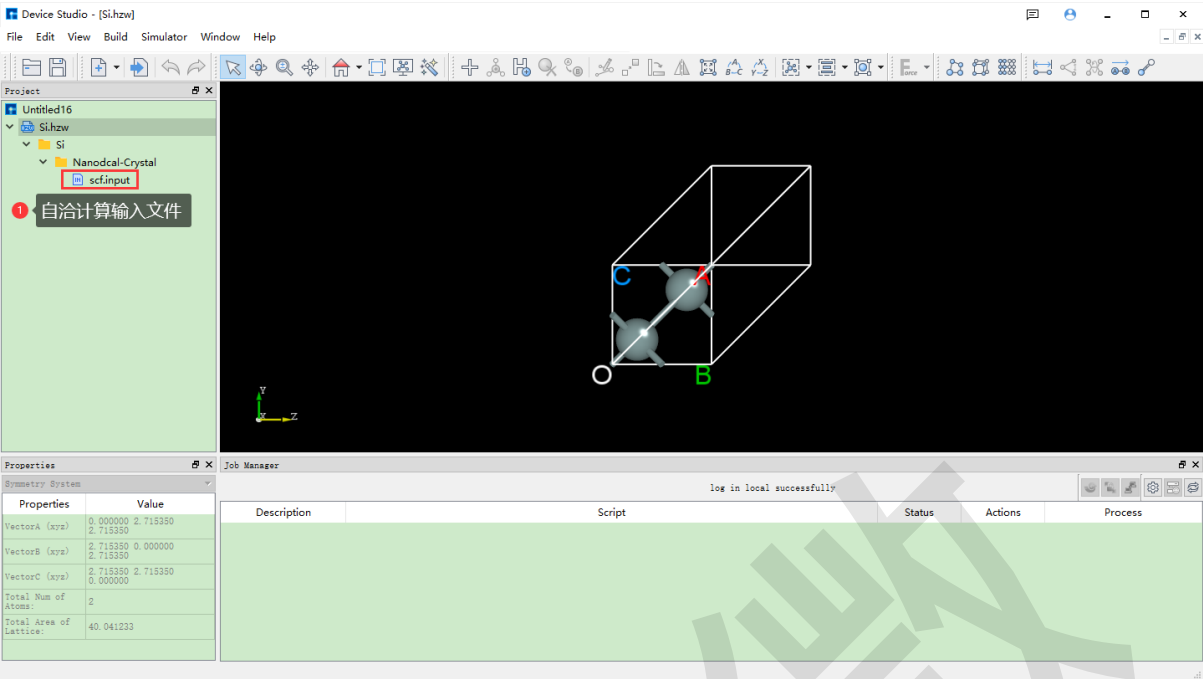 Device Studio - [Si.hzw]
File Edit View Build Simulator Window Help
Project
Untitled16
Si.hzw
Si
Nanodcal-Crystal
scf.input
1 自洽计算输入文件
C A
O B
Y
X Z
Properties
Symmetry System
Properties Value
VectorA (xyz) 0.000000 2.715350
2.715350
VectorB (xyz) 2.715350 0.000000
2.715350
VectorC (xyz) 2.715350 2.715350
0.000000
Total Num of
Atoms: 2
Total Area of
Lattice: 40.041233
Job Manager
log in local successfully
Description Script Status Actions Process